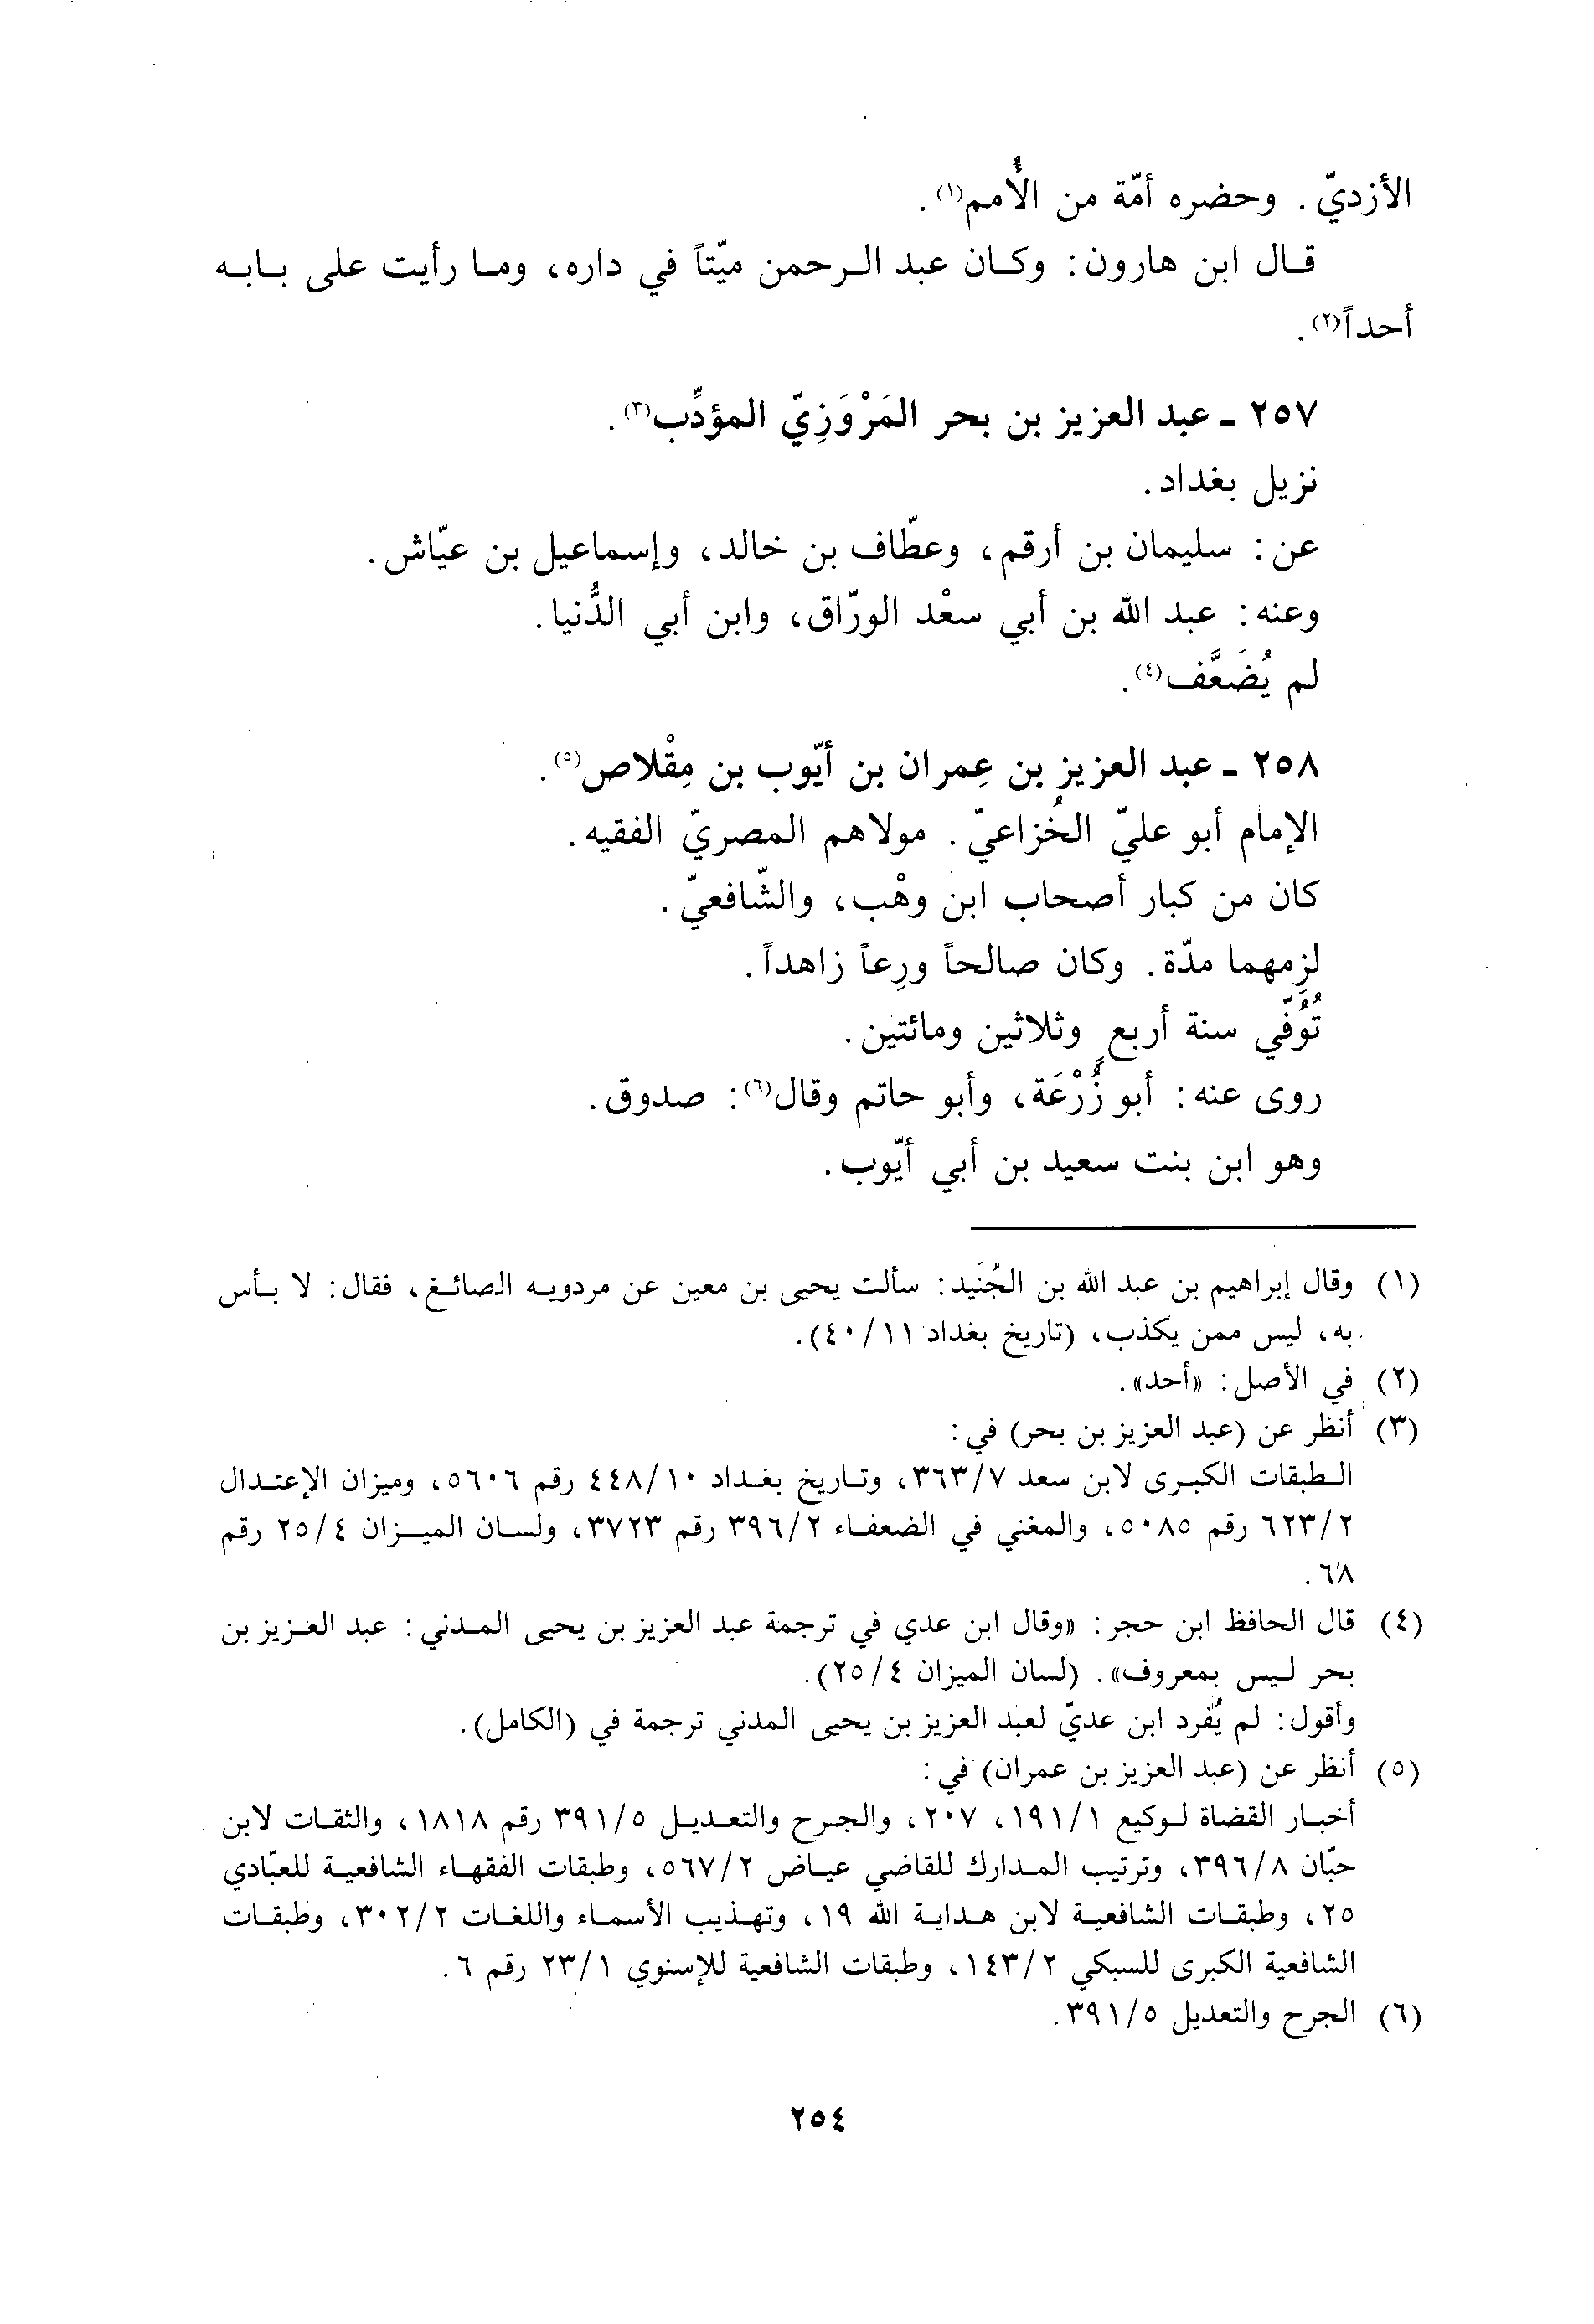 الأزديّ. وحضره أمّة من الأُمم(١).
قال ابن هارون: وكان عبد الرحمن ميّتاً في داره، وما رأيت على بابه
أحداً(٢).
٢٥٧ ـ عبد العزيز بن بحر المَرْوَزِيّ المؤدِّب(٣).
نزيل بغداد.
عن: سليمان بن أرقم، وعطّاف بن خالد، وإسماعيل بن عيّاش.
وعنه: عبد الله بن أبي سعْد الورّاق، وابن أبي الدُّنيا.
لم يُضَعَّف(٤).
٢٥٨ ـ عبد العزيز بن عِمران بن أيّوب بن مِقْلاص(٥).
الإمام أبو عليّ الخُزاعيّ. مولاهم المصريّ الفقيه.
كان من كبار أصحاب ابن وهْب، والشّافعيّ.
لزِمهما مدّة. وكان صالحاً ورِعاً زاهداً.
تُوُفّي سنة أربعٍ وثلاثين ومائتين.
روى عنه: أبو زُرْعَة، وأبو حاتم وقال(٦): صدوق.
وهو ابن بنت سعيد بن أبي أيّوب.
(١) وقال إبراهيم بن عبد الله بن الجُنَيد: سألت يحيى بن معين عن مردويه الصائغ، فقال: لا بأس
به، ليس ممن يكذب، (تاريخ بغداد ١١/٤٠).
(٢) في الأصل: «أحد».
(٣) أنظر عن (عبد العزيز بن بحر) في:
الطبقات الكبرى لابن سعد ٧/٣٦٣، وتاريخ بغداد ١٠/٤٤٨ رقم ٥٦٠٦، وميزان الإعتدال
٢/٦٢٣ رقم ٥٠٨٥، والمغني في الضعفاء ٢/٣٩٦ رقم ٣٧٢٣، ولسان الميزان ٤/٢٥ رقم
٦٨.
(٤) قال الحافظ ابن حجر: «وقال ابن عدي في ترجمة عبد العزيز بن يحيى المدني: عبد العزيز بن
بحر ليس بمعروف». (لسان الميزان ٤/٢٥).
وأقول: لم يُفرد ابن عديّ لعبد العزيز بن يحيى المدني ترجمة في (الكامل).
(٥) أنظر عن (عبد العزيز بن عمران) في:
أخبار القضاة لوكيع ١/١٩١، ٢٠٧، والجرح والتعديل ٥/٣٩١ رقم ١٨١٨، والثقات لابن
حبّان ٨/٣٩٦، وترتيب المدارك للقاضي عياض ٢/٥٦٧، وطبقات الفقهاء الشافعية للعبّادي
٢٥، وطبقات الشافعية لابن هداية الله ١٩، وتهذيب الأسماء واللغات ٢/٣٠٢، وطبقات
الشافعية الكبرى للسبكي ٢/١٤٣، وطبقات الشافعية للإسنوي ١/٢٣ رقم ٦.
(٦) الجرح والتعديل ٥/٣٩١.
٢٥٤